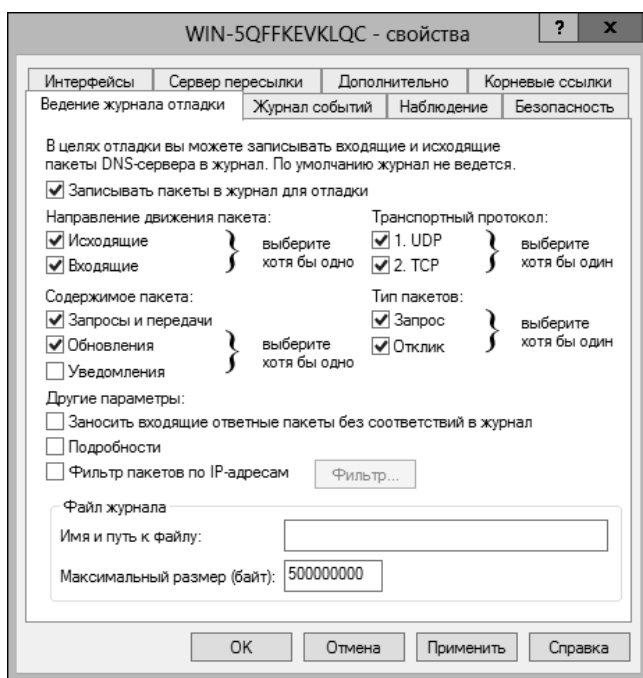 WIN-5QFFKEVKLQC - свойства
?
x
Интерфейсы
Сервер пересылки
Дополнительно
Корневые ссылки
Ведение журнала отладки
Журнал событий
Наблюдение
Безопасность
В целях отладки вы можете записывать входящие и исходящие
пакеты DNS-сервера в журнал. По умолчанию журнал не ведется.
Записывать пакеты в журнал для отладки
Направление движения пакета:
Исходящие
Входящие
выберите
хотя бы одно
Транспортный протокол:
1. UDP
2. TCP
выберите
хотя бы один
Содержимое пакета:
Запросы и передачи
Обновления
Уведомления
выберите
хотя бы одно
Тип пакетов:
Запрос
Отклик
выберите
хотя бы один
Другие параметры:
Заносить входящие ответные пакеты без соответствий в журнал
Подробности
Фильтр пакетов по IP-адресам
Фильтр...
Файл журнала
Имя и путь к файлу:
Максимальный размер (байт):
500000000
OK
Отмена
Применить
Справка